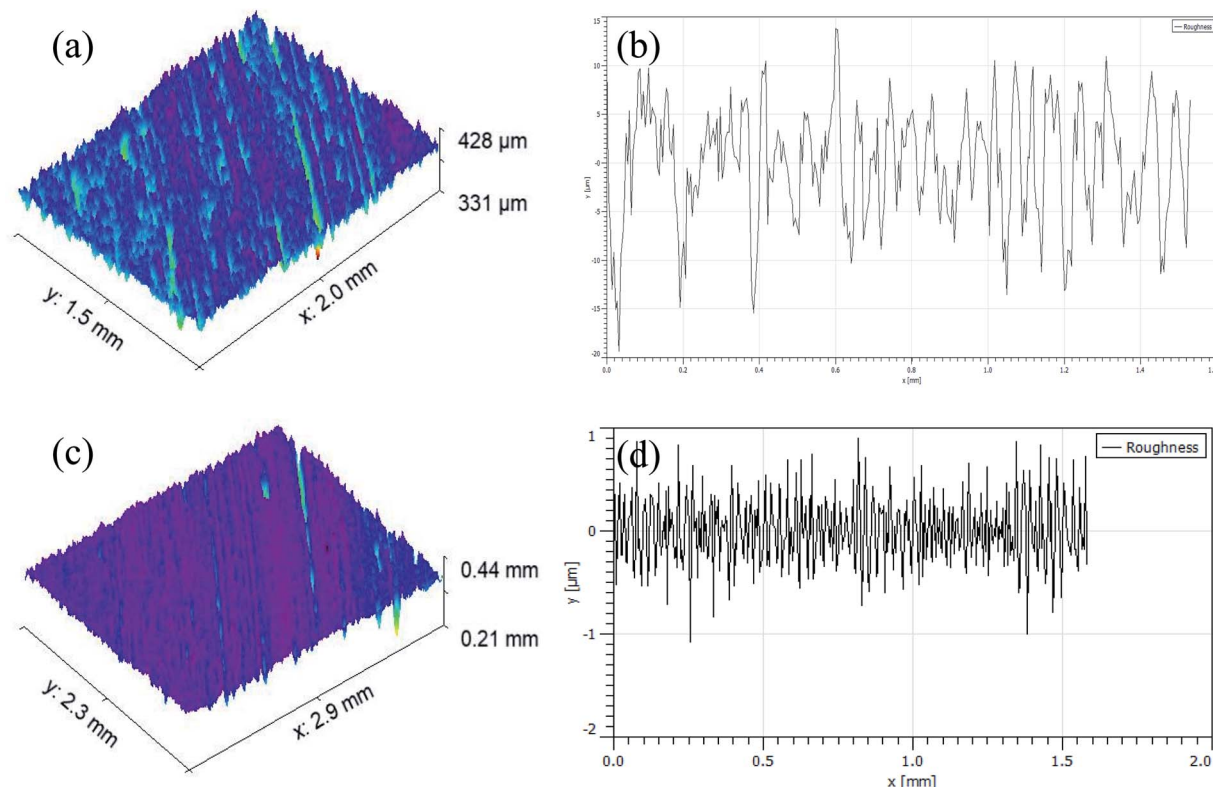 (a)
428 µm
331 µm
y: 1.5 mm
x: 2.0 mm
(b)
Roughness
15
10
5
-0
-5
-10
-15
-20
y [µm]
0.0 0.2 0.4 0.6 0.8 1.0 1.2 1.4
x [mm]
(c)
0.44 mm
0.21 mm
y: 2.3 mm
x: 2.9 mm
(d)
Roughness
1
0
-1
-2
y [µm]
0.0 0.5 1.0 1.5 2.0
x [mm]